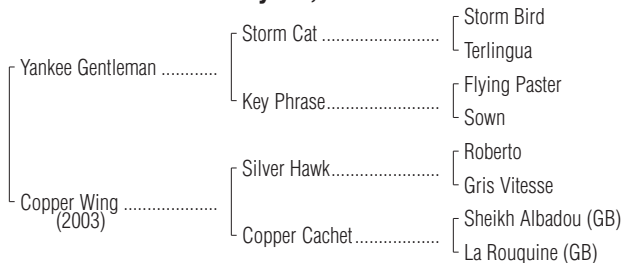 Storm Bird
Storm Cat ......................
Terlingua
Yankee Gentleman ............
Flying Paster
Key Phrase.....................
Sown
Roberto
Silver Hawk....................
Gris Vitesse
Copper Wing ....................
(2003)
Sheikh Albadou (GB)
Copper Cachet................
La Rouquine (GB)